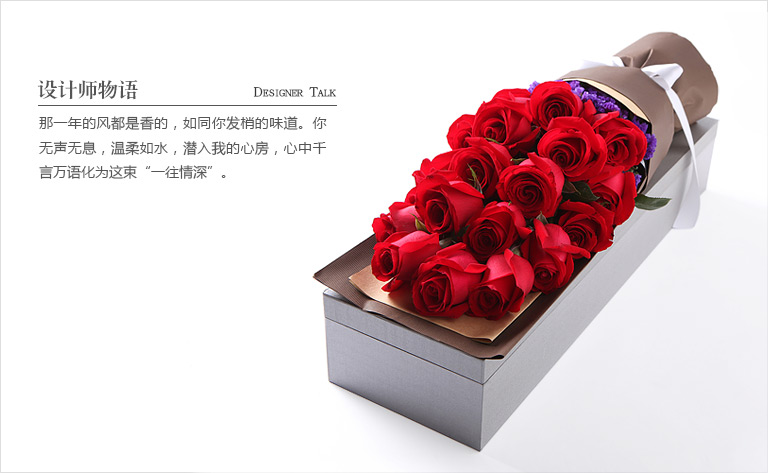 设计师物语 DESIGNER TALK
那一年的风都是香的，如同你发梢的味道。你
无声无息，温柔如水，潜入我的心房，心中千
言万语化为这束“一往情深”。